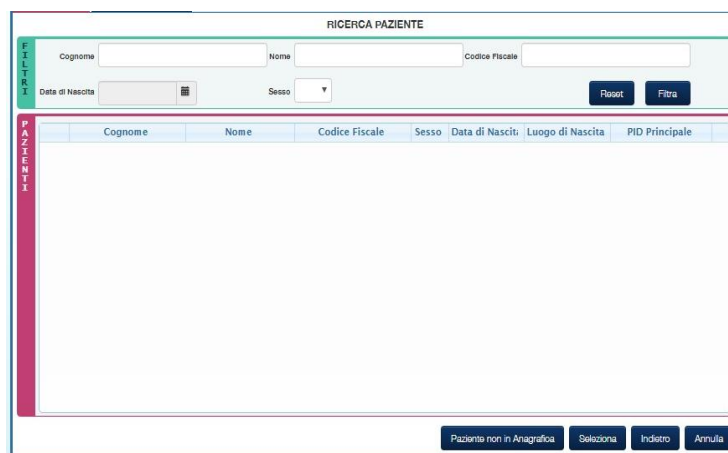 RICERCA PAZIENTE
FILTRI
Cognome
Nome
Codice Fiscale
Data di Nascita
Sesso
Reset
Filtra
PAZIENTI
Cognome Nome Codice Fiscale Sesso Data di Nascita Luogo di Nascita PID Principale
Paziente non in Anagrafica Seleziona Indietro Annulla